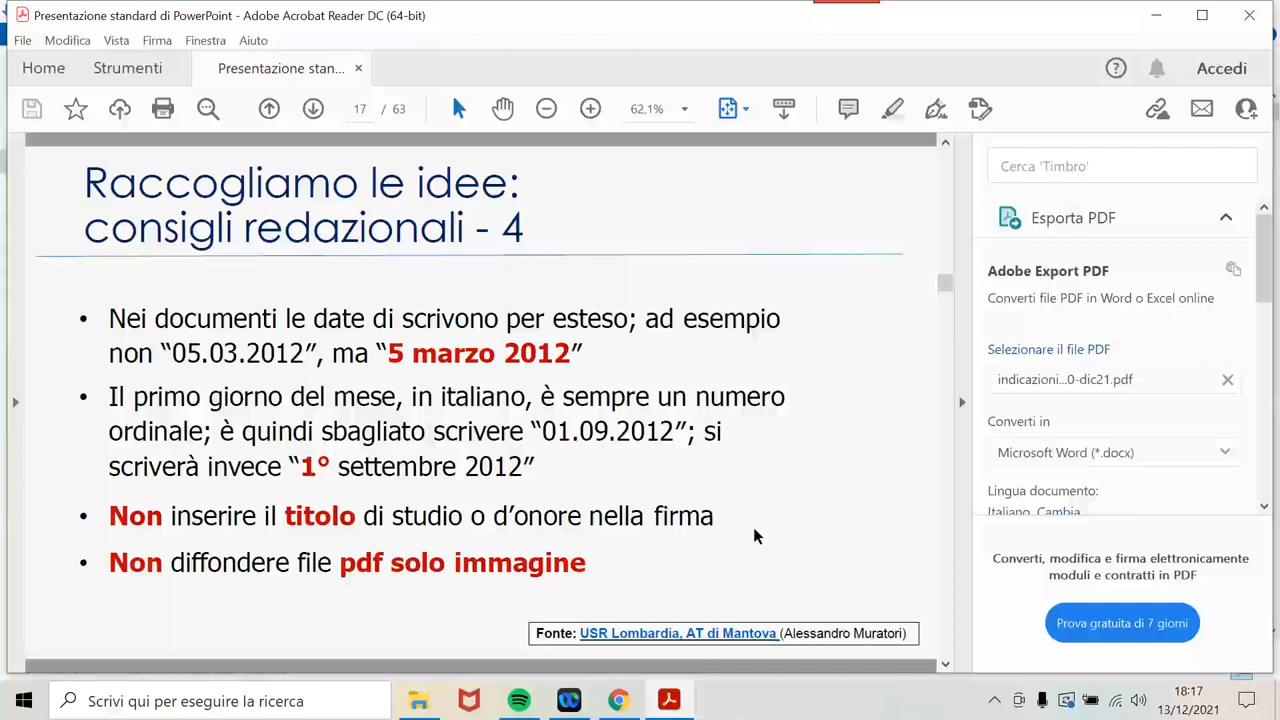 Presentazione standard di PowerPoint - Adobe Acrobat Reader DC (64-bit)
File Modifica Vista Firma Finestra Aiuto
Home Strumenti Presentazione stan... × Accedi
17 / 63 62,1%
Raccogliamo le idee:
consigli redazionali - 4
• Nei documenti le date di scrivono per esteso; ad esempio
non “05.03.2012”, ma “5 marzo 2012”
• Il primo giorno del mese, in italiano, è sempre un numero
ordinale; è quindi sbagliato scrivere “01.09.2012”; si
scriverà invece “1° settembre 2012”
• Non inserire il titolo di studio o d’onore nella firma
• Non diffondere file pdf solo immagine
Fonte: USR Lombardia, AT di Mantova (Alessandro Muratori)
Cerca 'Timbro'
Esporta PDF
Adobe Export PDF
Converti file PDF in Word o Excel online
Selezionare il file PDF
indicazioni...0-dic21.pdf
Converti in
Microsoft Word (*.docx)
Lingua documento:
Italiano, Cambia
Converti, modifica e firma elettronicamente
moduli e contratti in PDF
Prova gratuita di 7 giorni
Scrivi qui per eseguire la ricerca
18:17
13/12/2021